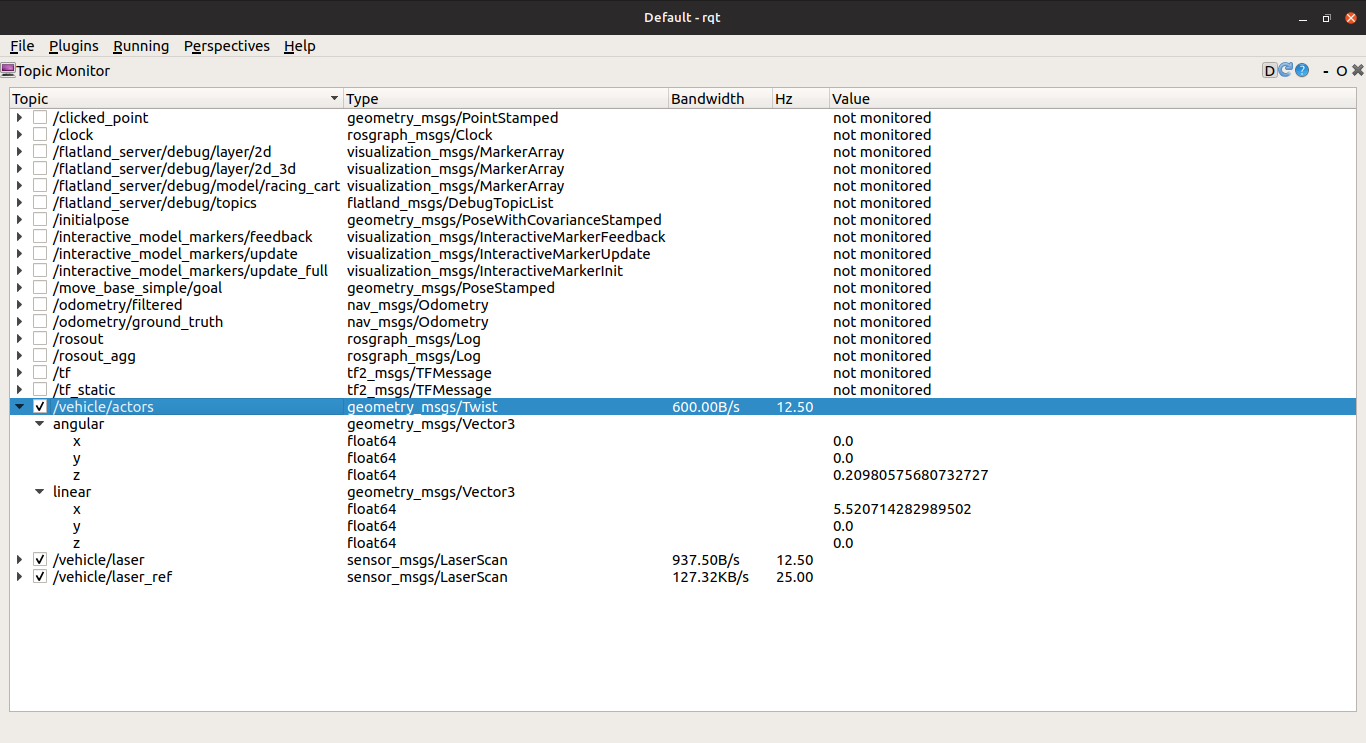 Default - rqt
File Plugins Running Perspectives Help
Topic Monitor D ? - O
Topic Type Bandwidth Hz Value
/clicked_point geometry_msgs/PointStamped not monitored
/clock rosgraph_msgs/Clock not monitored
/flatland_server/debug/layer/2d visualization_msgs/MarkerArray not monitored
/flatland_server/debug/layer/2d_3d visualization_msgs/MarkerArray not monitored
/flatland_server/debug/model/racing_cart visualization_msgs/MarkerArray not monitored
/flatland_server/debug/topics flatland_msgs/DebugTopicList not monitored
/initialpose geometry_msgs/PoseWithCovarianceStamped not monitored
/interactive_model_markers/feedback visualization_msgs/InteractiveMarkerFeedback not monitored
/interactive_model_markers/update visualization_msgs/InteractiveMarkerUpdate not monitored
/interactive_model_markers/update_full visualization_msgs/InteractiveMarkerInit not monitored
/move_base_simple/goal geometry_msgs/PoseStamped not monitored
/odometry/filtered nav_msgs/Odometry not monitored
/odometry/ground_truth nav_msgs/Odometry not monitored
/rosout rosgraph_msgs/Log not monitored
/rosout_agg rosgraph_msgs/Log not monitored
/tf tf2_msgs/TFMessage not monitored
/tf_static tf2_msgs/TFMessage not monitored
/vehicle/actors geometry_msgs/Twist 600.00B/s 12.50
angular geometry_msgs/Vector3
x float64 0.0
y float64 0.0
z float64 0.20980575680732727
linear geometry_msgs/Vector3
x float64 5.520714282989502
y float64 0.0
z float64 0.0
/vehicle/laser sensor_msgs/LaserScan 937.50B/s 12.50
/vehicle/laser_ref sensor_msgs/LaserScan 127.32KB/s 25.00